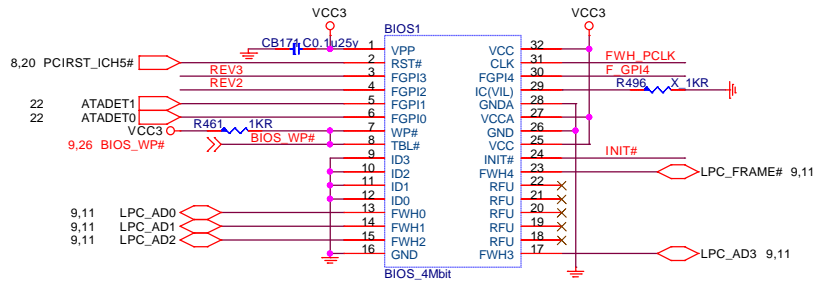 VCC3 VCC3
BIOS1
CB171 C0.1u25y 1 VPP VCC 32
8,20 PCIRST_ICH5# 2 RST# CLK 31 FWH_PCLK
REV3 3 FGPI3 FGPI4 30 F_GPI4
REV2 4 FGPI2 IC(VIL) 29 R496 X_1KR
22 ATADET1 5 FGPI1 GNDA 28
22 ATADET0 6 FGPI0 VCCA 27
VCC3 R461 1KR 7 WP# GND 26
9,26 BIOS_WP# BIOS_WP# 8 TBL# VCC 25
9 ID3 INIT# 24 INIT#
10 ID2 FWH4 23 LPC_FRAME# 9,11
11 ID1 RFU 22
12 ID0 RFU 21
9,11 LPC_AD0 13 FWH0 RFU 20
9,11 LPC_AD1 14 FWH1 RFU 19
9,11 LPC_AD2 15 FWH2 RFU 18
16 GND FWH3 17 LPC_AD3 9,11
BIOS_4Mbit